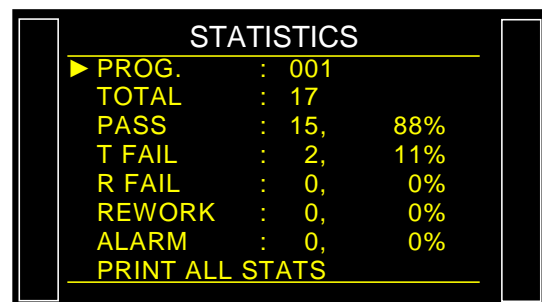 STATISTICS
► PROG. : 001
TOTAL : 17
PASS : 15, 88%
T FAIL : 2, 11%
R FAIL : 0, 0%
REWORK : 0, 0%
ALARM : 0, 0%
PRINT ALL STATS